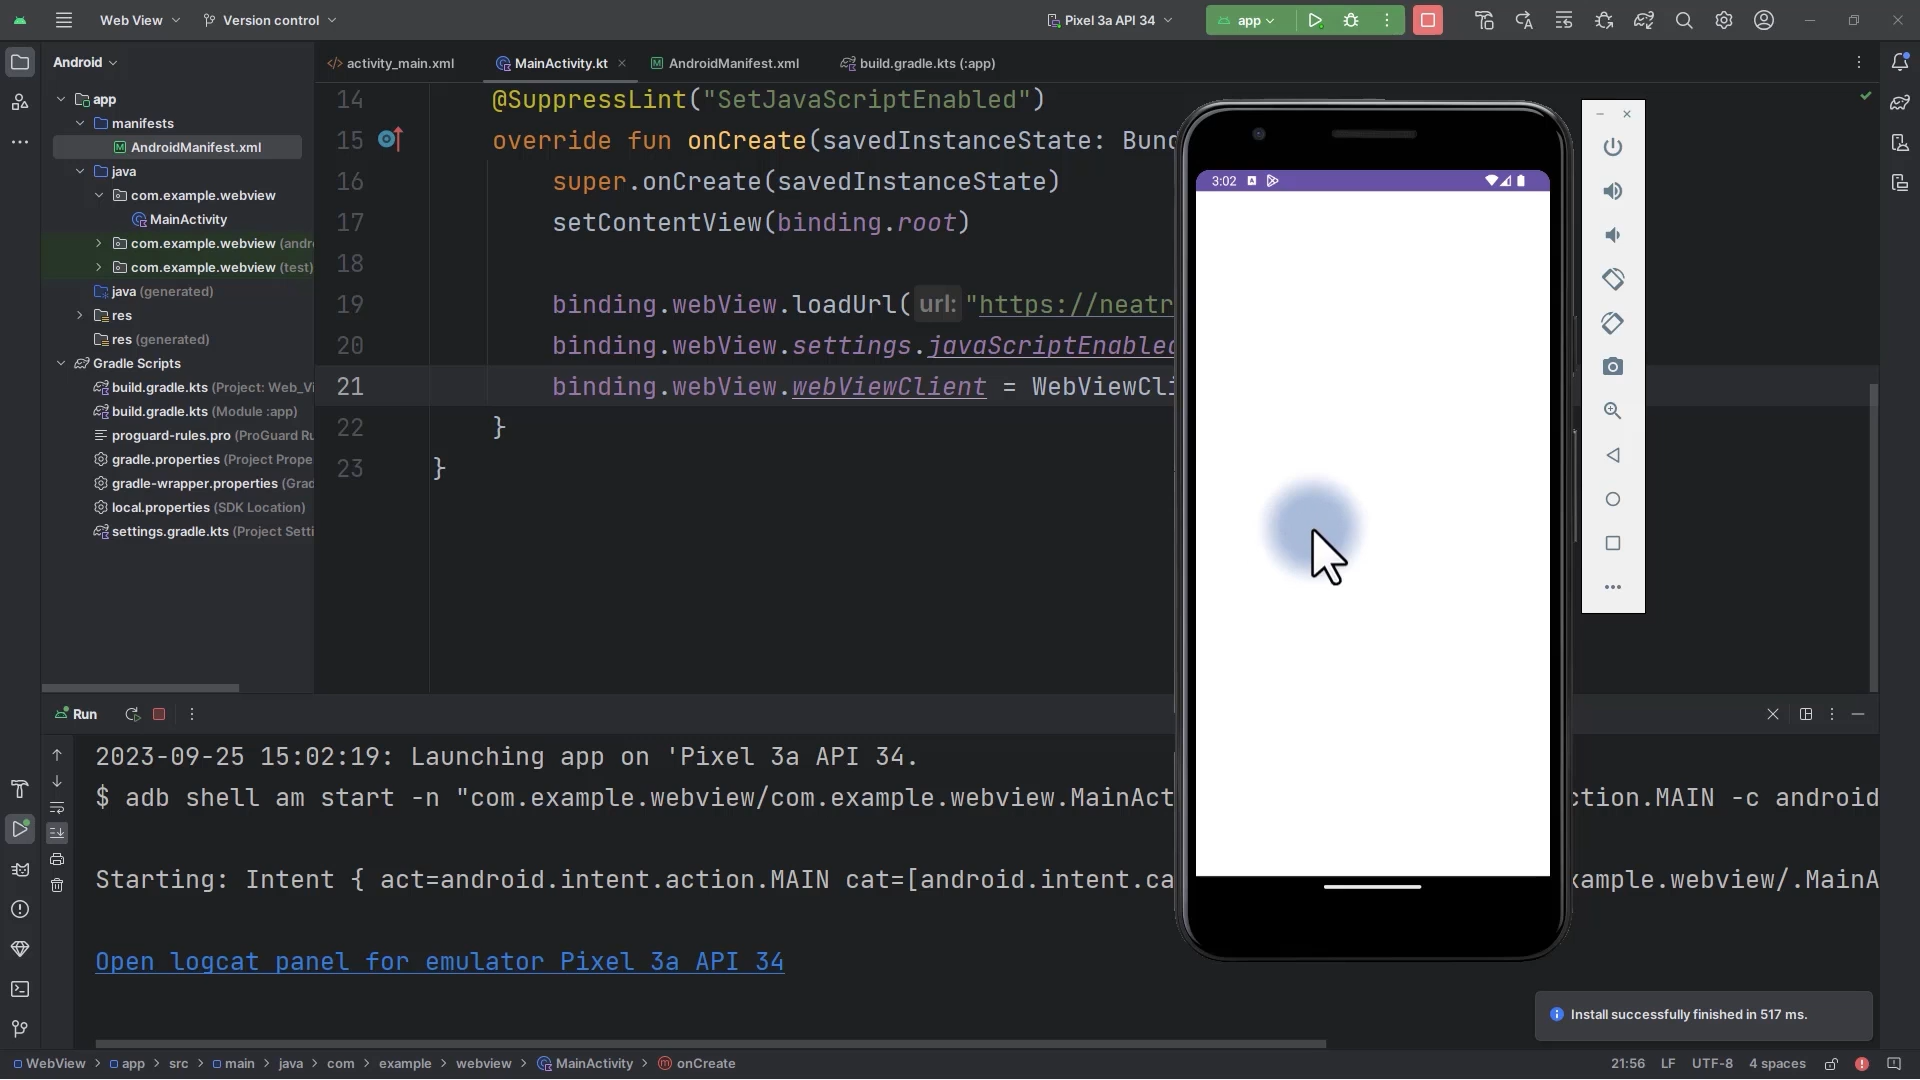 Web View
Version control
Pixel 3a API 34
app
Android
activity_main.xml
MainActivity.kt
AndroidManifest.xml
build.gradle.kts (:app)
app
manifests
AndroidManifest.xml
java
com.example.webview
MainActivity
com.example.webview (andr
com.example.webview (test)
java (generated)
res
res (generated)
Gradle Scripts
build.gradle.kts (Project: Web_Vi
build.gradle.kts (Module :app)
proguard-rules.pro (ProGuard Ru
gradle.properties (Project Prope
gradle-wrapper.properties (Grad
local.properties (SDK Location)
settings.gradle.kts (Project Setti
14 @SuppressLint("SetJavaScriptEnabled")
15 override fun onCreate(savedInstanceState: Bund
16 super.onCreate(savedInstanceState)
17 setContentView(binding.root)
18
19 binding.webView.loadUrl( url: "https://neatr
20 binding.webView.settings.javaScriptEnabled
21 binding.webView.webViewClient = WebViewCli
22 }
23 }
3:02
Run
2023-09-25 15:02:19: Launching app on 'Pixel 3a API 34.
$ adb shell am start -n "com.example.webview/com.example.webview.MainAct ction.MAIN -c android
Starting: Intent { act=android.intent.action.MAIN cat=[android.intent.ca xample.webview/.MainA
Open logcat panel for emulator Pixel 3a API 34
Install successfully finished in 517 ms.
WebView > app > src > main > java > com > example > webview > MainActivity > onCreate
21:56 LF UTF-8 4 spaces